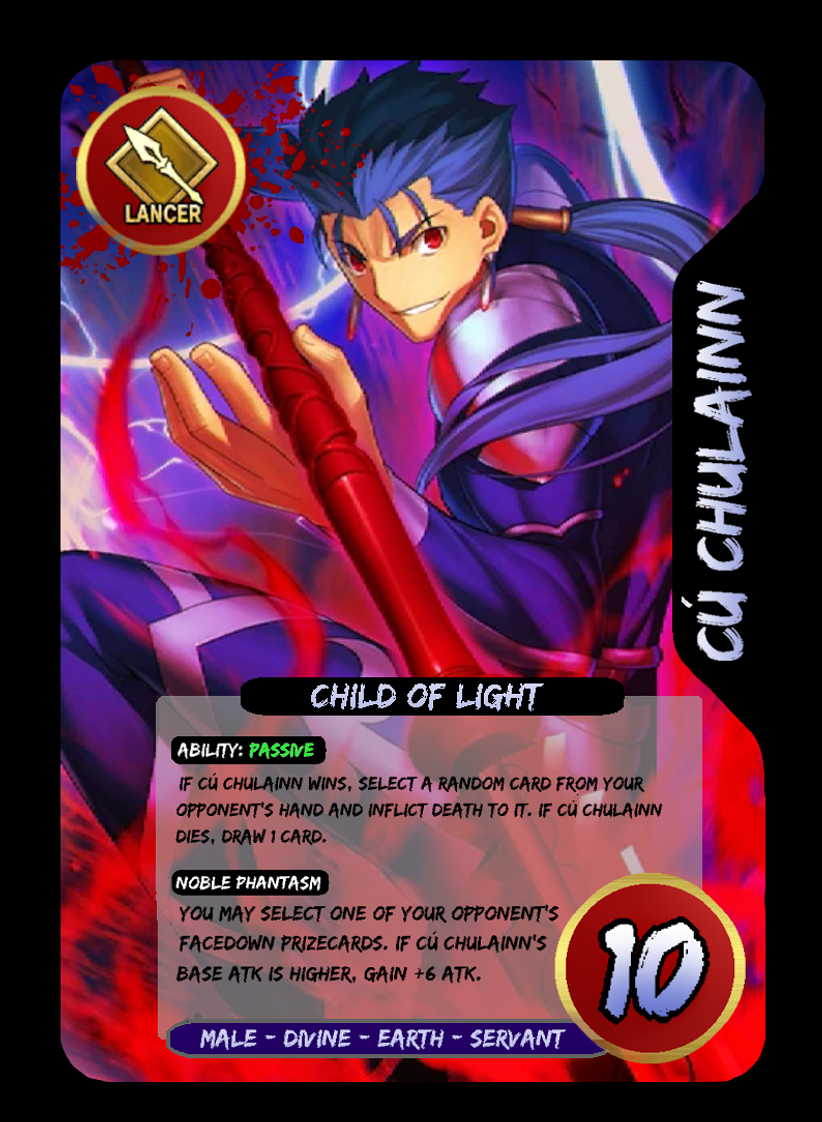 LANCER
CÚ CHULAINN
CHILD OF LIGHT
ABILITY: PASSIVE
IF CÚ CHULAINN WINS, SELECT A RANDOM CARD FROM YOUR
OPPONENT'S HAND AND INFLICT DEATH TO IT. IF CÚ CHULAINN
DIES, DRAW 1 CARD.
NOBLE PHANTASM
YOU MAY SELECT ONE OF YOUR OPPONENT'S
FACEDOWN PRIZECARDS. IF CÚ CHULAINN'S
BASE ATK IS HIGHER, GAIN +6 ATK.
10
MALE - DIVINE - EARTH - SERVANT